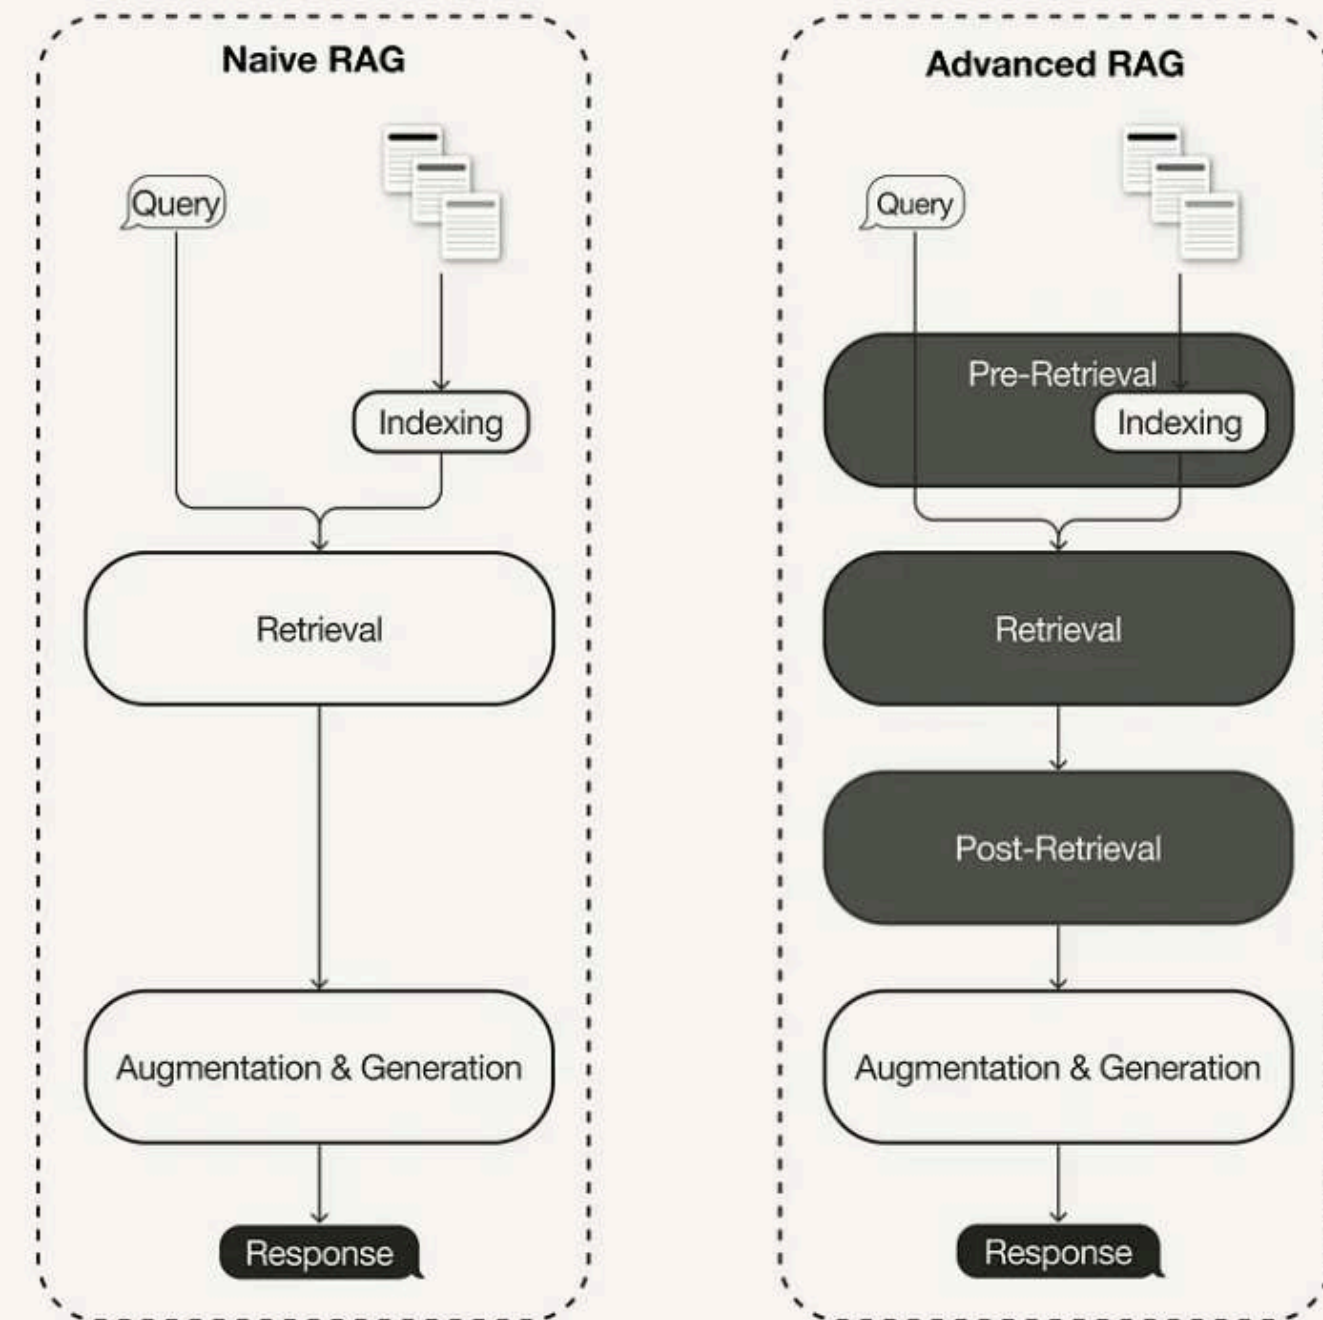 Naive RAG
Query
Indexing
Retrieval
Augmentation & Generation
Response
Advanced RAG
Query
Pre-Retrieval
Indexing
Retrieval
Post-Retrieval
Augmentation & Generation
Response